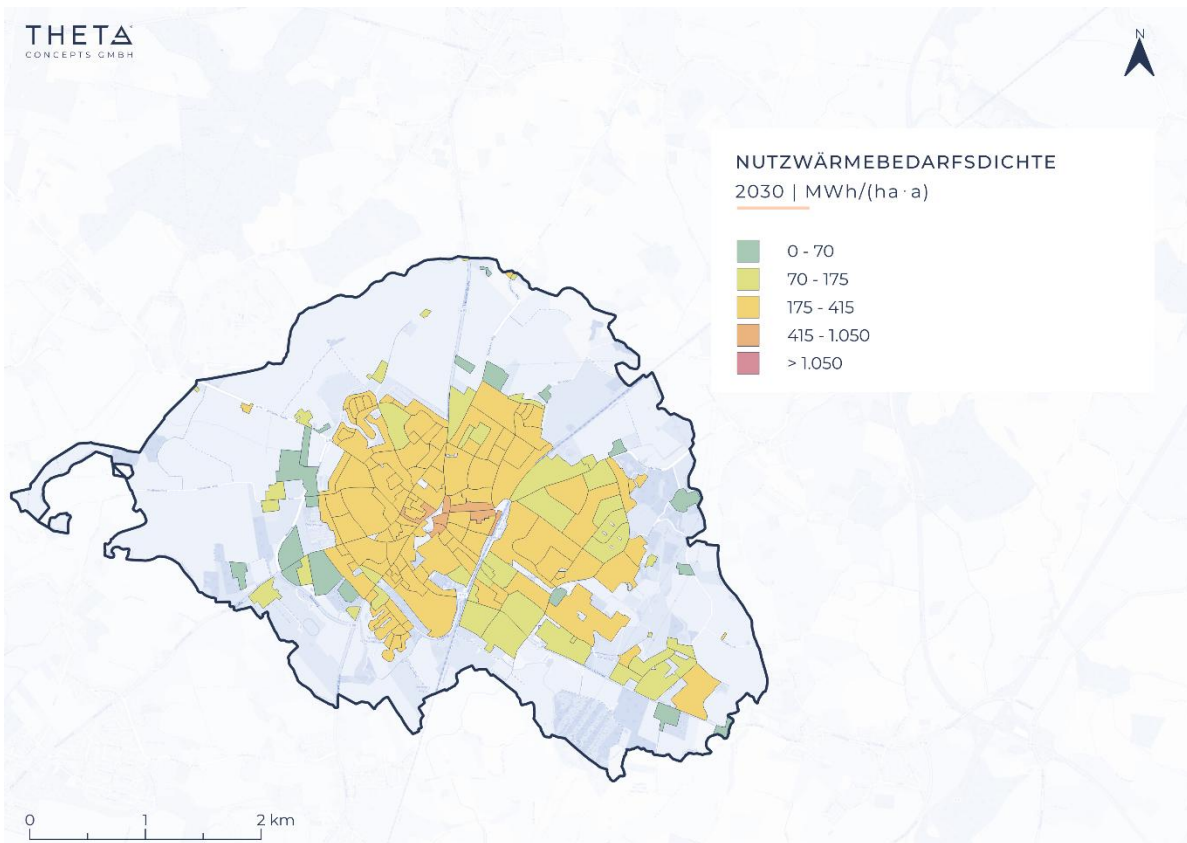 THETA
CONCEPTS GMBH
N
NUTZWÄRMEBEDARFSDICHTE
2030 | MWh/(ha·a)
0 - 70
70 - 175
175 - 415
415 - 1.050
> 1.050
0 1 2 km